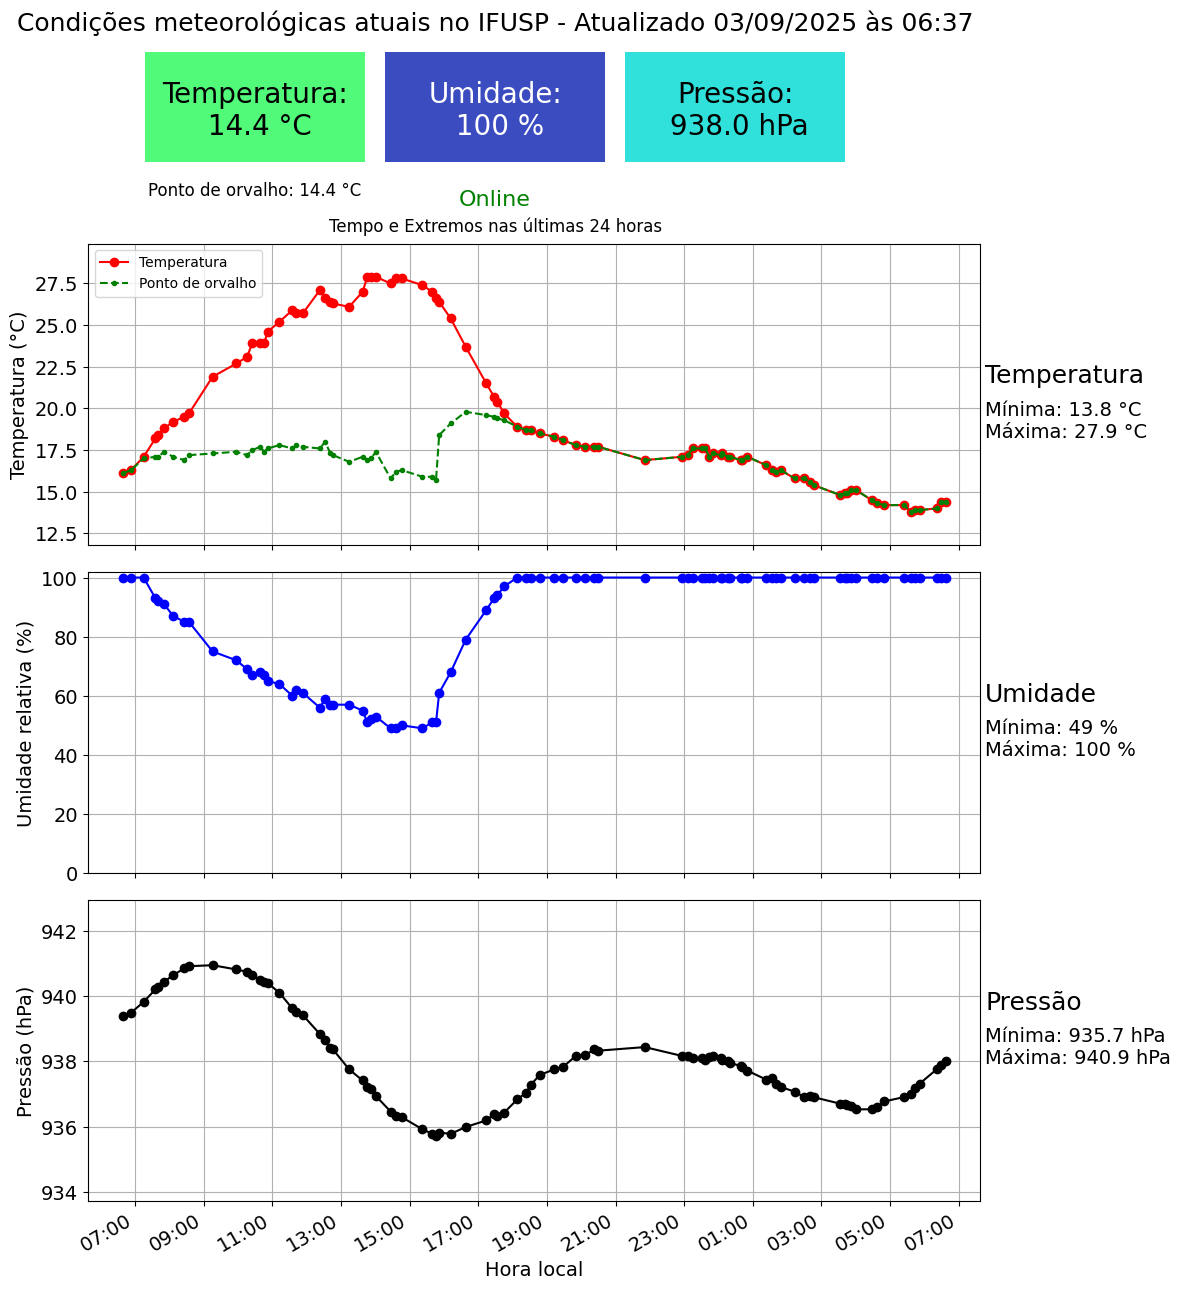 Condições meteorológicas atuais no IFUSP - Atualizado 03/09/2025 às 06:37
Temperatura:
14.4 °C
Umidade:
100 %
Pressão:
938.0 hPa
Ponto de orvalho: 14.4 °C
Online
Tempo e Extremos nas últimas 24 horas
Temperatura
Ponto de orvalho
Temperatura (°C)
27.5
25.0
22.5
20.0
17.5
15.0
12.5
Temperatura
Mínima: 13.8 °C
Máxima: 27.9 °C
Umidade relativa (%)
100
80
60
40
20
0
Umidade
Mínima: 49 %
Máxima: 100 %
Pressão (hPa)
942
940
938
936
934
Pressão
Mínima: 935.7 hPa
Máxima: 940.9 hPa
07:00
09:00
11:00
13:00
15:00
17:00
19:00
21:00
23:00
01:00
03:00
05:00
07:00
Hora local